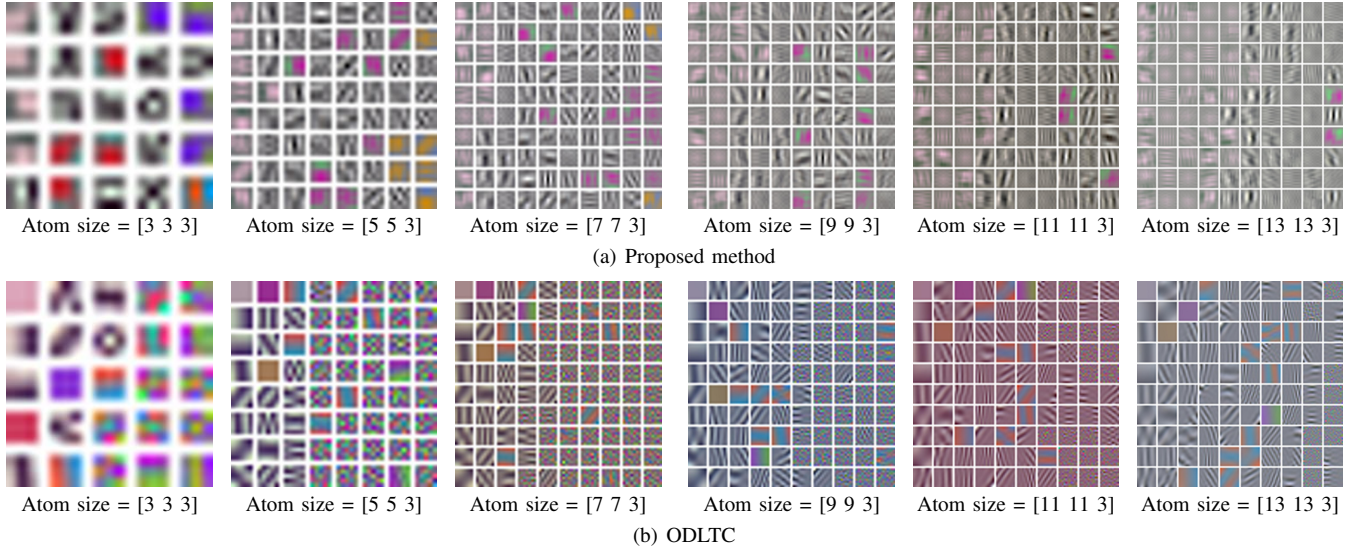 Atom size = [3 3 3] Atom size = [5 5 3] Atom size = [7 7 3] Atom size = [9 9 3] Atom size = [11 11 3] Atom size = [13 13 3]
(a) Proposed method
Atom size = [3 3 3] Atom size = [5 5 3] Atom size = [7 7 3] Atom size = [9 9 3] Atom size = [11 11 3] Atom size = [13 13 3]
(b) ODLTC